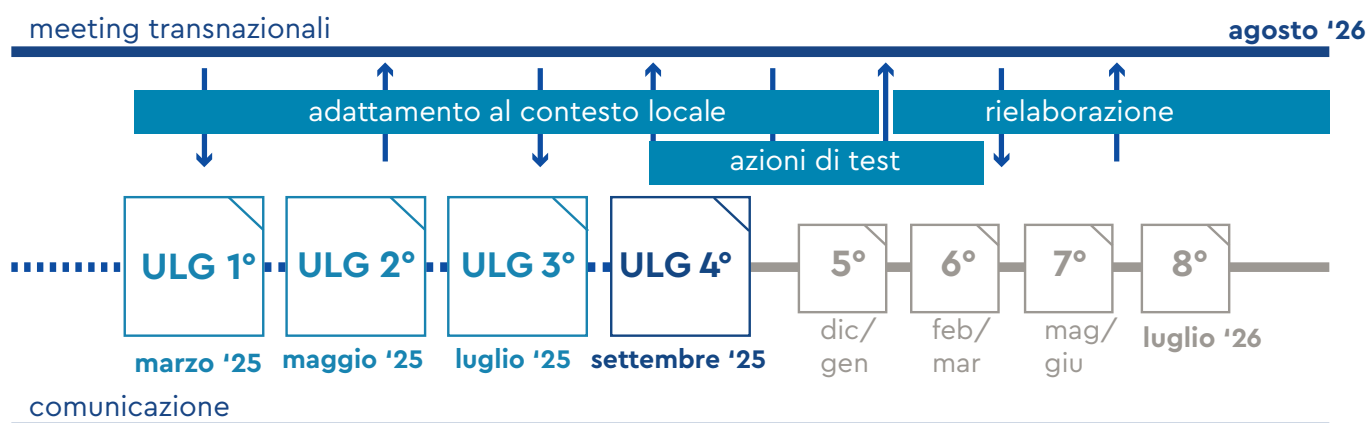 meeting transnazionali
agosto ‘26
adattamento al contesto locale
rielaborazione
azioni di test
ULG 1°
ULG 2°
ULG 3°
ULG 4°
5°
6°
7°
8°
marzo ‘25
maggio ‘25
luglio ‘25
settembre ‘25
dic/
gen
feb/
mar
mag/
giu
luglio ‘26
comunicazione